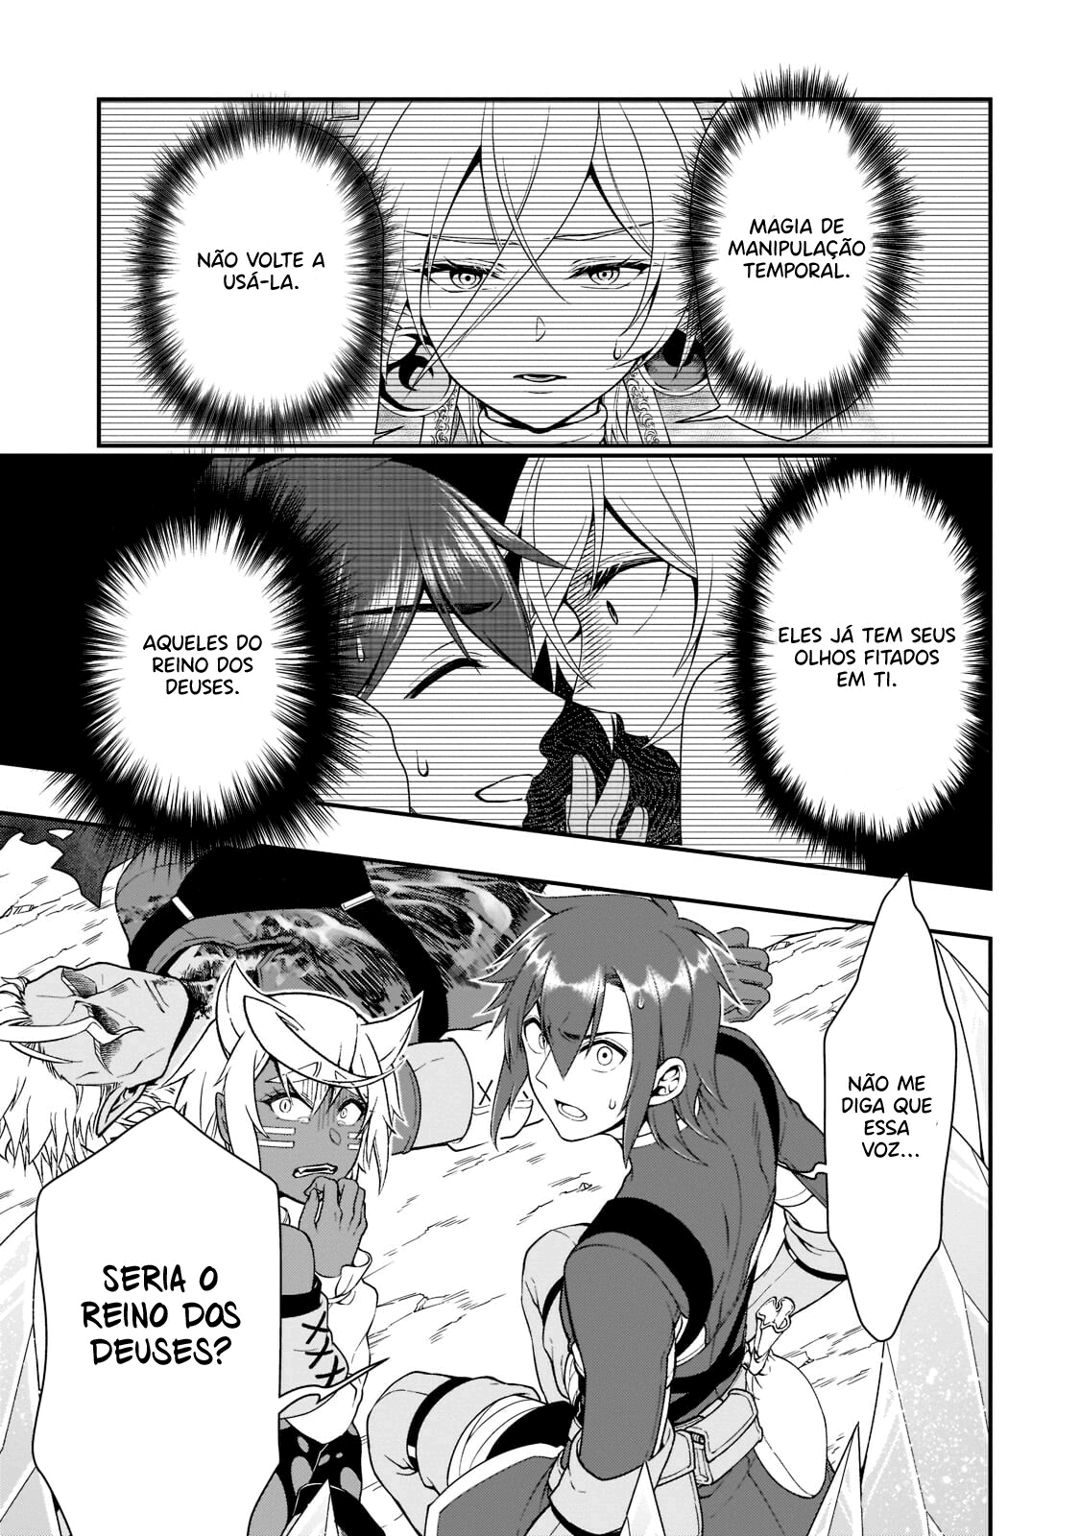 MAGIA DE
MANIPULAÇÃO
TEMPORAL.
NÃO VOLTE A
USÁ-LA.
ELES JÁ TEM SEUS
OLHOS FITADOS
EM TI.
AQUELES DO
REINO DOS
DEUSES.
NÃO ME
DIGA QUE
ESSA
VOZ...
SERIA O
REINO DOS
DEUSES?